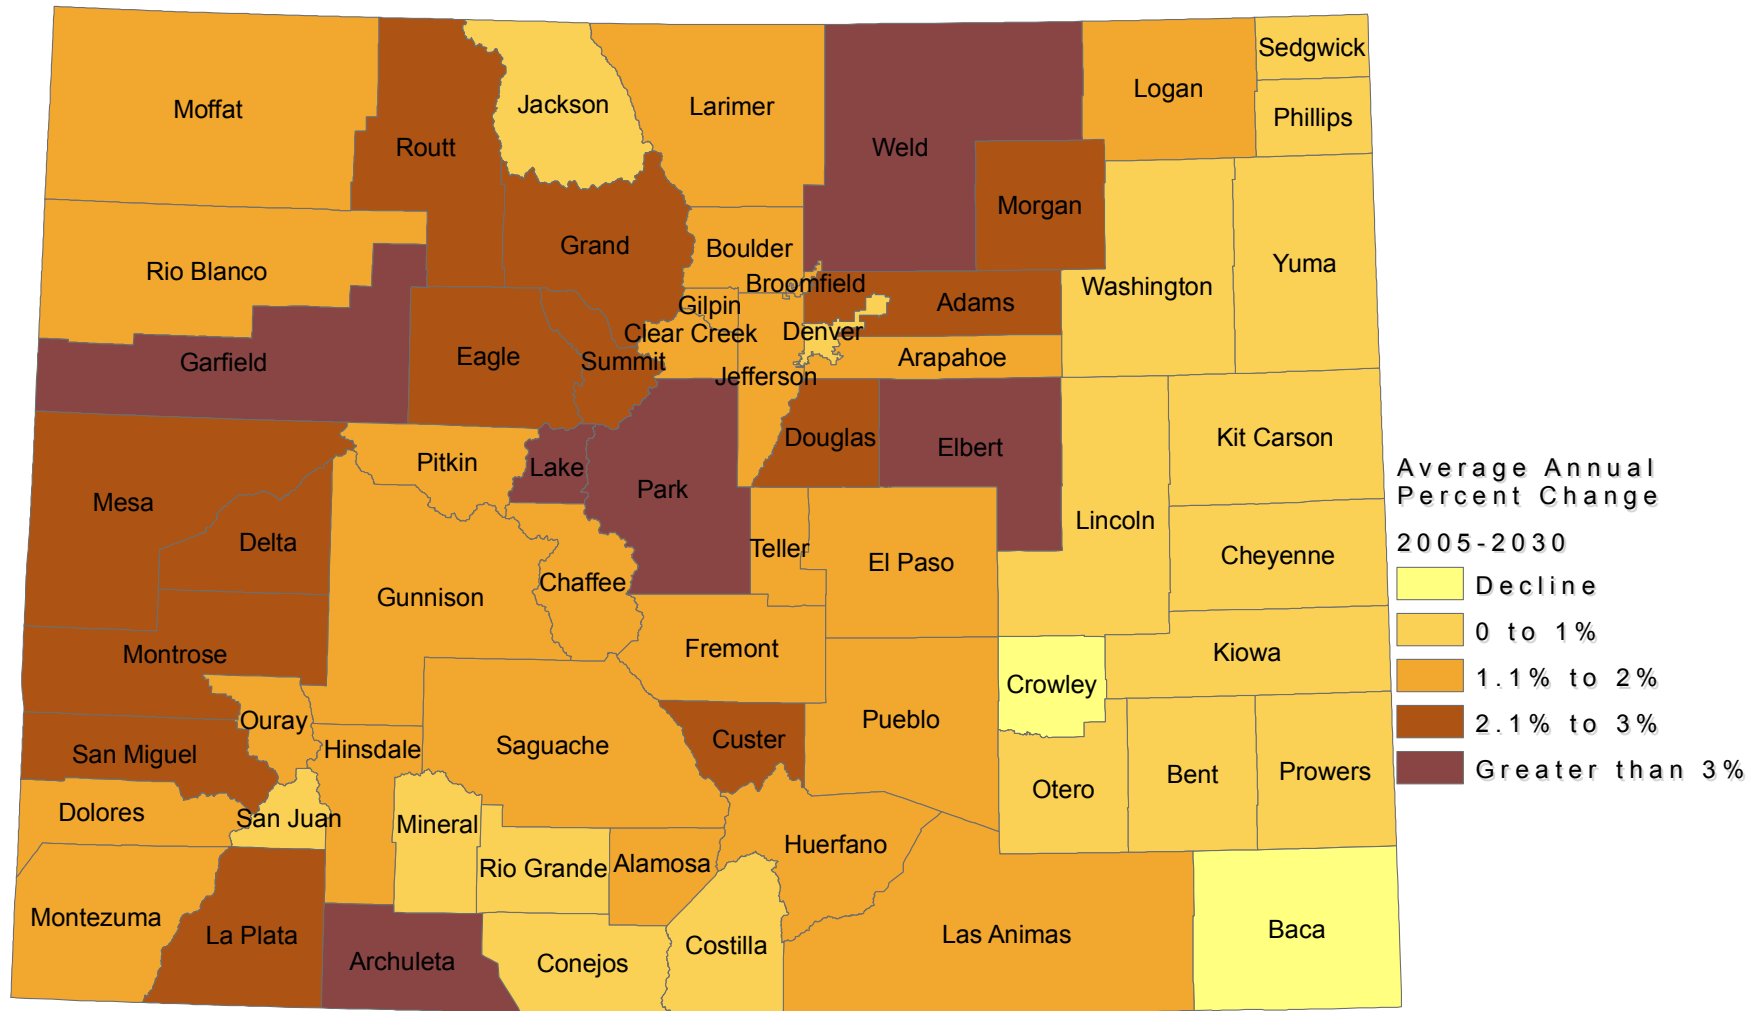 Sedgwick
Logan
Jackson
Larimer
Moffat
Phillips
Routt
Weld
Morgan
Grand
Boulder
Yuma
Rio Blanco
Broomfield
Washington
Gilpin
Adams
Clear Creek
Denver
Eagle
Arapahoe
Garfield
Summit
Jefferson
Douglas
Kit Carson
Elbert
Pitkin
Lake
Park
Mesa
Lincoln
Delta
Teller
Cheyenne
El Paso
Chaffee
Gunnison
Fremont
Kiowa
Montrose
Crowley
Ouray
Pueblo
Custer
Saguache
Hinsdale
San Miguel
Prowers
Bent
Otero
Dolores
San Juan
Mineral
Huerfano
Alamosa
Rio Grande
Montezuma
Baca
La Plata
Las Animas
Costilla
Archuleta
Conejos
Average Annual
Percent Change
2005-2030
Decline
0 to 1%
1.1% to 2%
2.1% to 3%
Greater than 3%